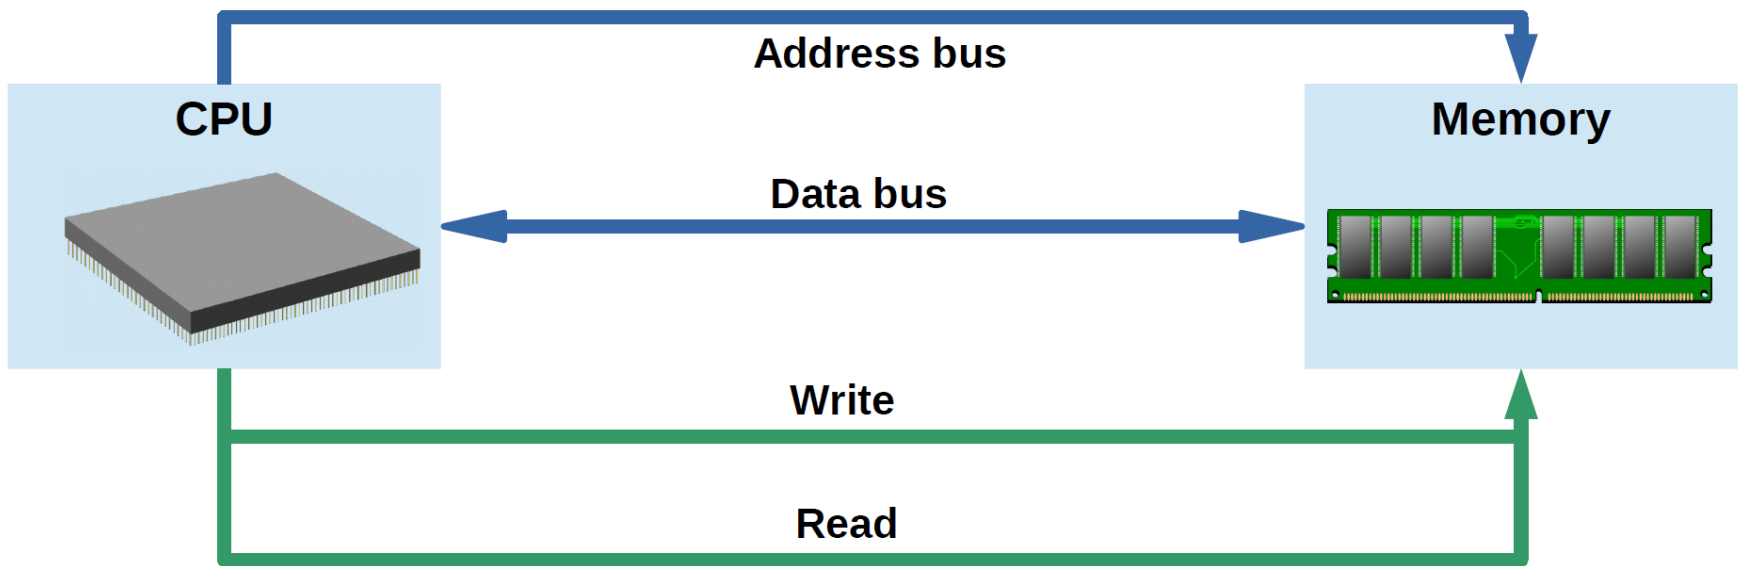 Address bus
CPU
Memory
Data bus
Write
Read